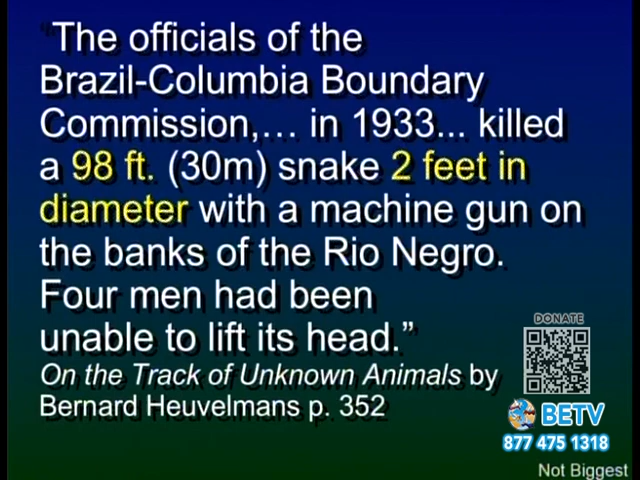 "The officials of the
Brazil-Columbia Boundary
Commission,... in 1933... killed
a 98 ft. (30m) snake 2 feet in
diameter with a machine gun on
the banks of the Rio Negro.
Four men had been
unable to lift its head.”
On the Track of Unknown Animals by
Bernard Heuvelmans p. 352
DONATE
BETV
877 475 1318
Not Biggest